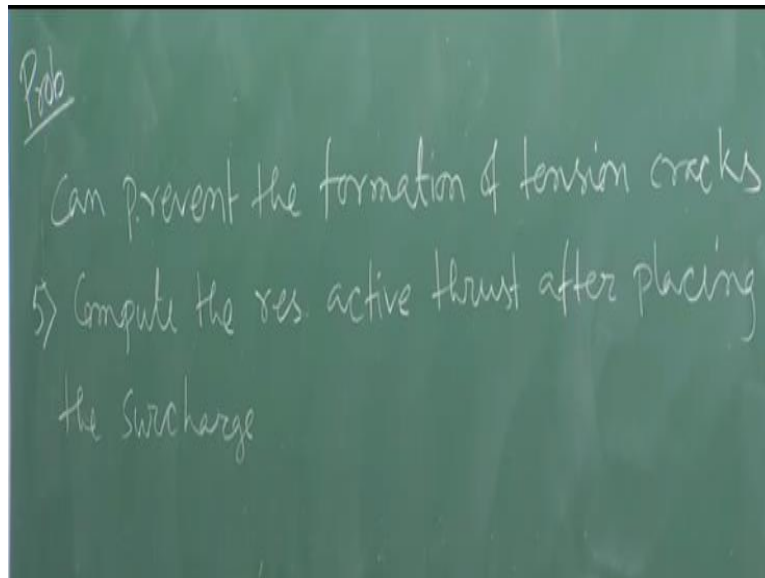 Prob
Can prevent the formation of tension cracks
5) Compute the res. active thrust after placing
the surcharge